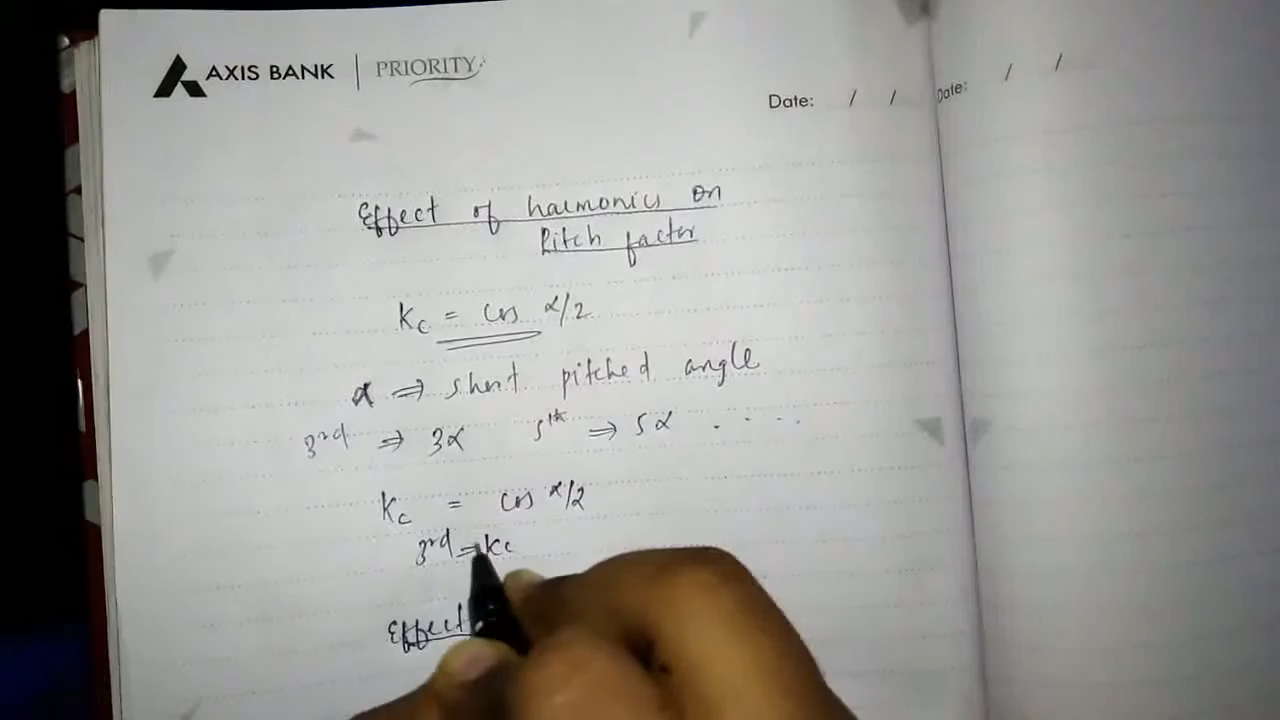 AXIS BANK | PRIORITY
Date: / /
Date: / /
Effect of harmonics on
Pitch factor
Kc = cos α/2
α ⇒ short pitched angle
3rd ⇒ 3α 5th ⇒ 5α . . . .
Kc = cos α/2
3rd ⇒ Kc
Effect